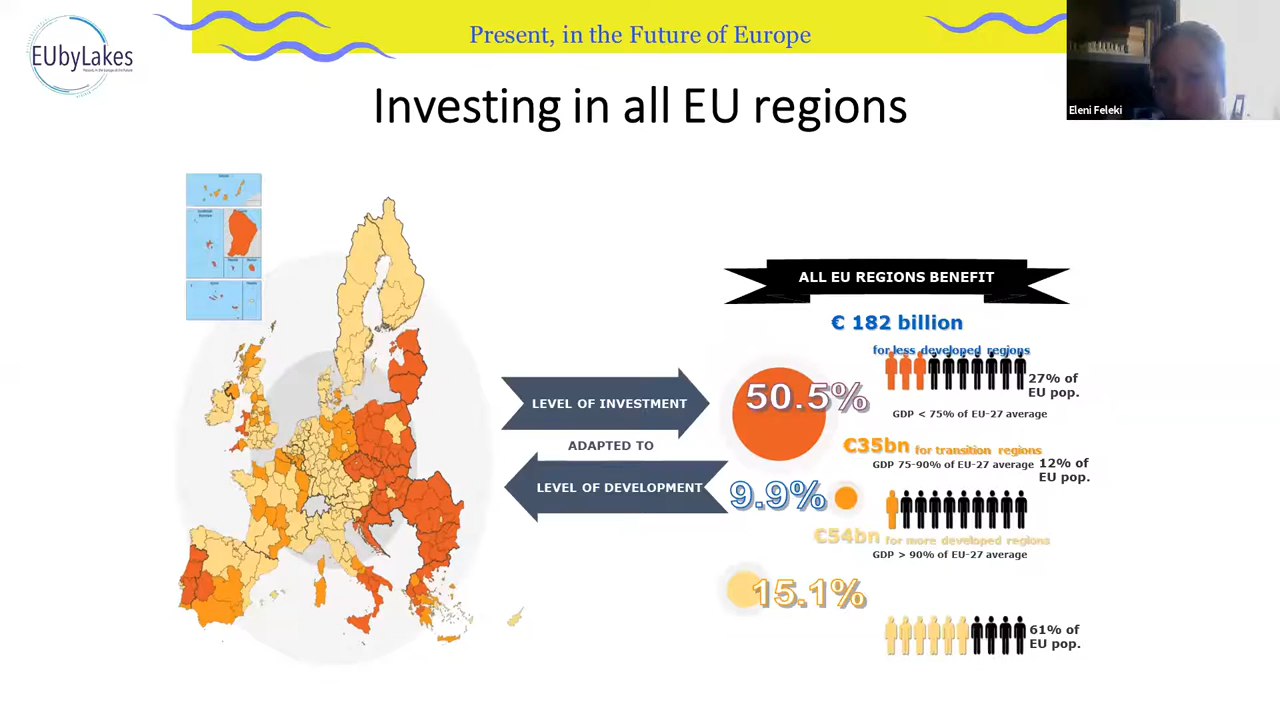 EUbyLakes
Present, in the Future of Europe
Eleni Feleki
Investing in all EU regions
ALL EU REGIONS BENEFIT
€ 182 billion
for less developed regions
LEVEL OF INVESTMENT
50.5%
27% of
EU pop.
GDP < 75% of EU-27 average
ADAPTED TO
€35bn for transition regions
GDP 75-90% of EU-27 average
12% of
EU pop.
LEVEL OF DEVELOPMENT
9.9%
€54bn for more developed regions
GDP > 90% of EU-27 average
15.1%
61% of
EU pop.